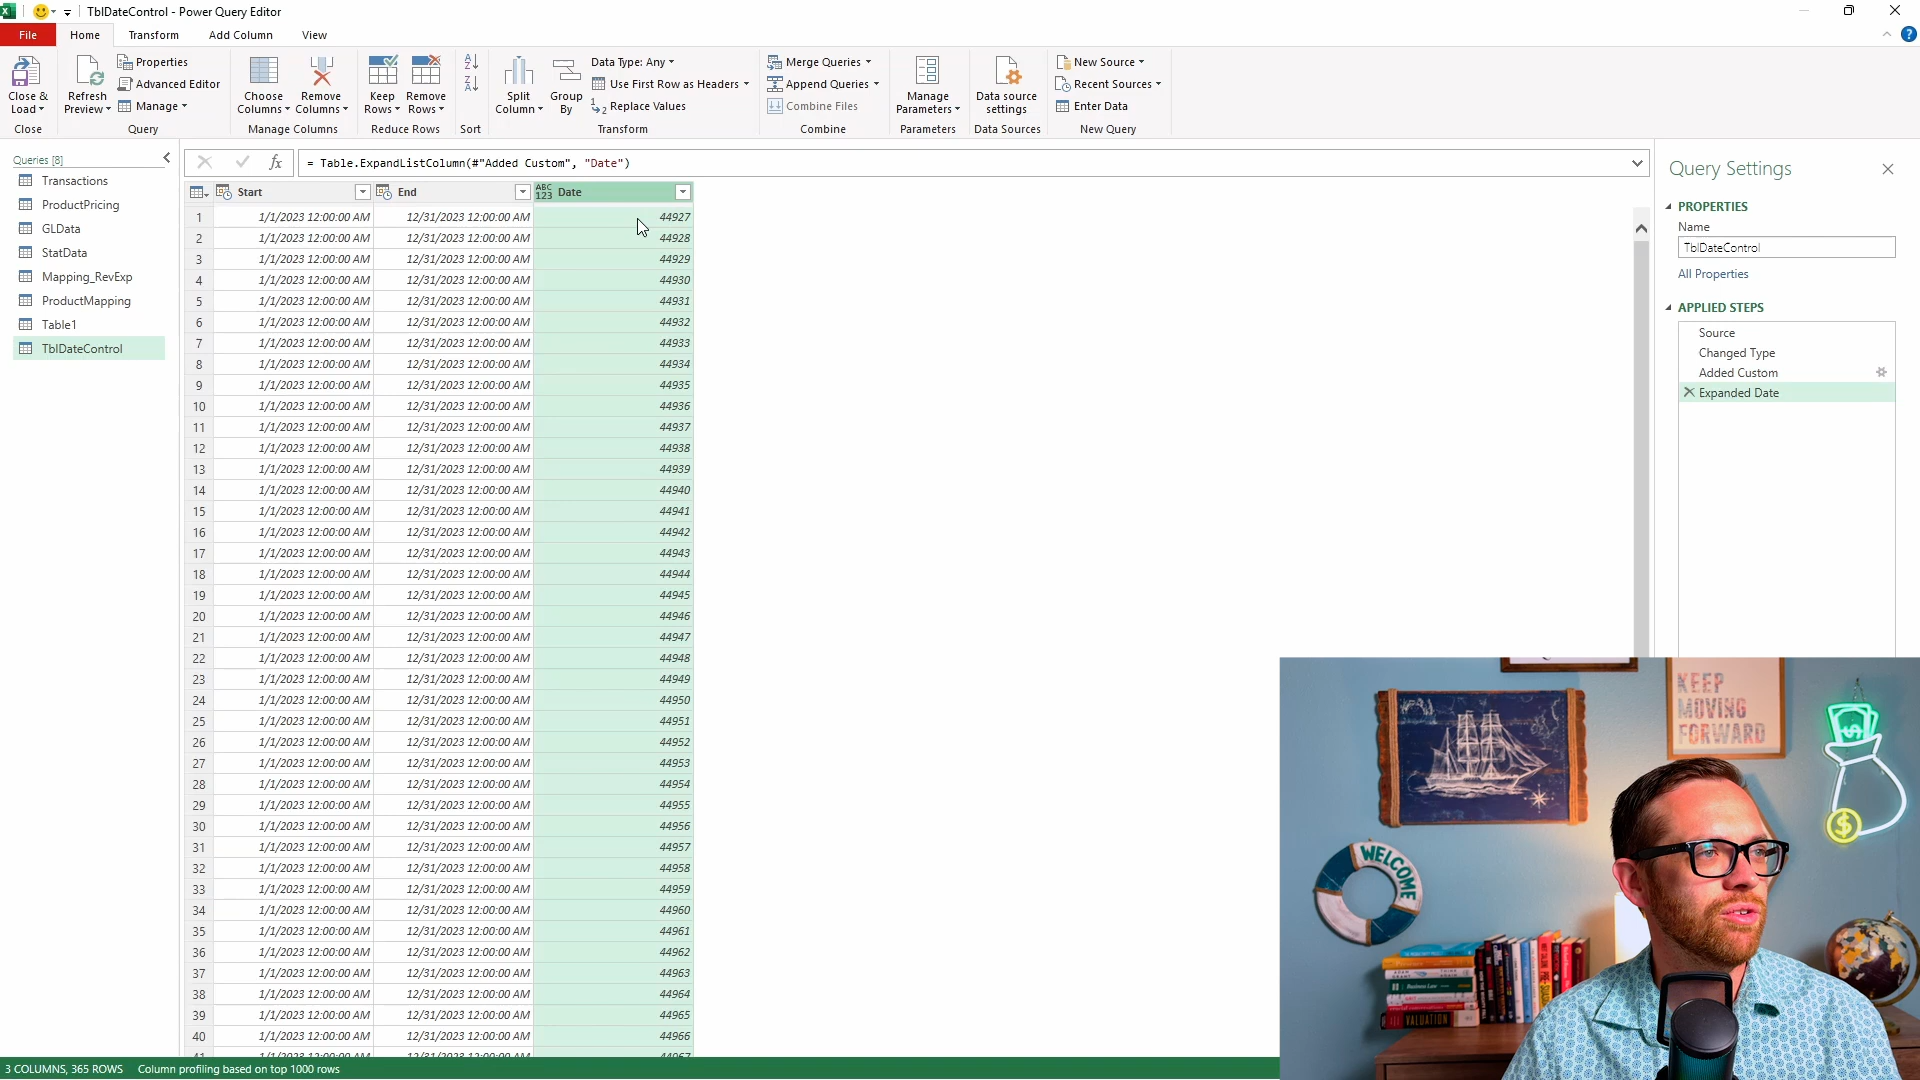 TblDateControl - Power Query Editor
File
Home
Transform
Add Column
View
Close & Load
Close
Refresh Preview
Properties
Advanced Editor
Manage
Query
Choose Columns
Remove Columns
Manage Columns
Keep Rows
Remove Rows
Reduce Rows
Sort
Split Column
Group By
Data Type: Any
Use First Row as Headers
Replace Values
Transform
Merge Queries
Append Queries
Combine Files
Combine
Manage Parameters
Parameters
Data source settings
Data Sources
New Source
Recent Sources
Enter Data
New Query
Queries [8]
Transactions
ProductPricing
GLData
StatData
Mapping_RevExp
ProductMapping
Table1
TblDateControl
fx
= Table.ExpandListColumn(#"Added Custom", "Date")
Start End ABC 123 Date
1 1/1/2023 12:00:00 AM 12/31/2023 12:00:00 AM 44927
2 1/1/2023 12:00:00 AM 12/31/2023 12:00:00 AM 44928
3 1/1/2023 12:00:00 AM 12/31/2023 12:00:00 AM 44929
4 1/1/2023 12:00:00 AM 12/31/2023 12:00:00 AM 44930
5 1/1/2023 12:00:00 AM 12/31/2023 12:00:00 AM 44931
6 1/1/2023 12:00:00 AM 12/31/2023 12:00:00 AM 44932
7 1/1/2023 12:00:00 AM 12/31/2023 12:00:00 AM 44933
8 1/1/2023 12:00:00 AM 12/31/2023 12:00:00 AM 44934
9 1/1/2023 12:00:00 AM 12/31/2023 12:00:00 AM 44935
10 1/1/2023 12:00:00 AM 12/31/2023 12:00:00 AM 44936
11 1/1/2023 12:00:00 AM 12/31/2023 12:00:00 AM 44937
12 1/1/2023 12:00:00 AM 12/31/2023 12:00:00 AM 44938
13 1/1/2023 12:00:00 AM 12/31/2023 12:00:00 AM 44939
14 1/1/2023 12:00:00 AM 12/31/2023 12:00:00 AM 44940
15 1/1/2023 12:00:00 AM 12/31/2023 12:00:00 AM 44941
16 1/1/2023 12:00:00 AM 12/31/2023 12:00:00 AM 44942
17 1/1/2023 12:00:00 AM 12/31/2023 12:00:00 AM 44943
18 1/1/2023 12:00:00 AM 12/31/2023 12:00:00 AM 44944
19 1/1/2023 12:00:00 AM 12/31/2023 12:00:00 AM 44945
20 1/1/2023 12:00:00 AM 12/31/2023 12:00:00 AM 44946
21 1/1/2023 12:00:00 AM 12/31/2023 12:00:00 AM 44947
22 1/1/2023 12:00:00 AM 12/31/2023 12:00:00 AM 44948
23 1/1/2023 12:00:00 AM 12/31/2023 12:00:00 AM 44949
24 1/1/2023 12:00:00 AM 12/31/2023 12:00:00 AM 44950
25 1/1/2023 12:00:00 AM 12/31/2023 12:00:00 AM 44951
26 1/1/2023 12:00:00 AM 12/31/2023 12:00:00 AM 44952
27 1/1/2023 12:00:00 AM 12/31/2023 12:00:00 AM 44953
28 1/1/2023 12:00:00 AM 12/31/2023 12:00:00 AM 44954
29 1/1/2023 12:00:00 AM 12/31/2023 12:00:00 AM 44955
30 1/1/2023 12:00:00 AM 12/31/2023 12:00:00 AM 44956
31 1/1/2023 12:00:00 AM 12/31/2023 12:00:00 AM 44957
32 1/1/2023 12:00:00 AM 12/31/2023 12:00:00 AM 44958
33 1/1/2023 12:00:00 AM 12/31/2023 12:00:00 AM 44959
34 1/1/2023 12:00:00 AM 12/31/2023 12:00:00 AM 44960
35 1/1/2023 12:00:00 AM 12/31/2023 12:00:00 AM 44961
36 1/1/2023 12:00:00 AM 12/31/2023 12:00:00 AM 44962
37 1/1/2023 12:00:00 AM 12/31/2023 12:00:00 AM 44963
38 1/1/2023 12:00:00 AM 12/31/2023 12:00:00 AM 44964
39 1/1/2023 12:00:00 AM 12/31/2023 12:00:00 AM 44965
40 1/1/2023 12:00:00 AM 12/31/2023 12:00:00 AM 44966
41 1/1/2023 12:00:00 AM 12/31/2023 12:00:00 AM 44967
Query Settings
PROPERTIES
Name
TblDateControl
All Properties
APPLIED STEPS
Source
Changed Type
Added Custom
Expanded Date
KEEP
MOVING
FORWARD
WELCOME
Business Law
VALUATION
3 COLUMNS, 365 ROWS Column profiling based on top 1000 rows